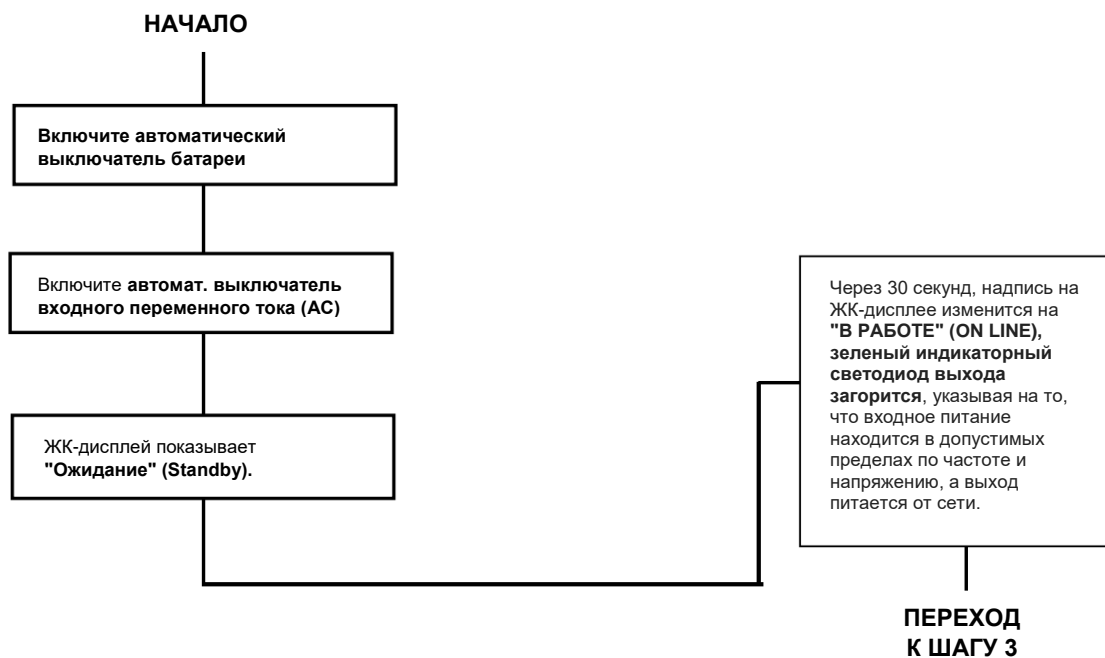 НАЧАЛО
Включите автоматический
выключатель батареи
Включите автомат. выключатель
входного переменного тока (AC)
ЖК-дисплей показывает
"Ожидание" (Standby).
Через 30 секунд, надпись на
ЖК-дисплее изменится на
"В РАБОТЕ" (ON LINE),
зеленый индикаторный
светодиод выхода
загорится, указывая на то,
что входное питание
находится в допустимых
пределах по частоте и
напряжению, а выход
питается от сети.
ПЕРЕХОД
К ШАГУ 3